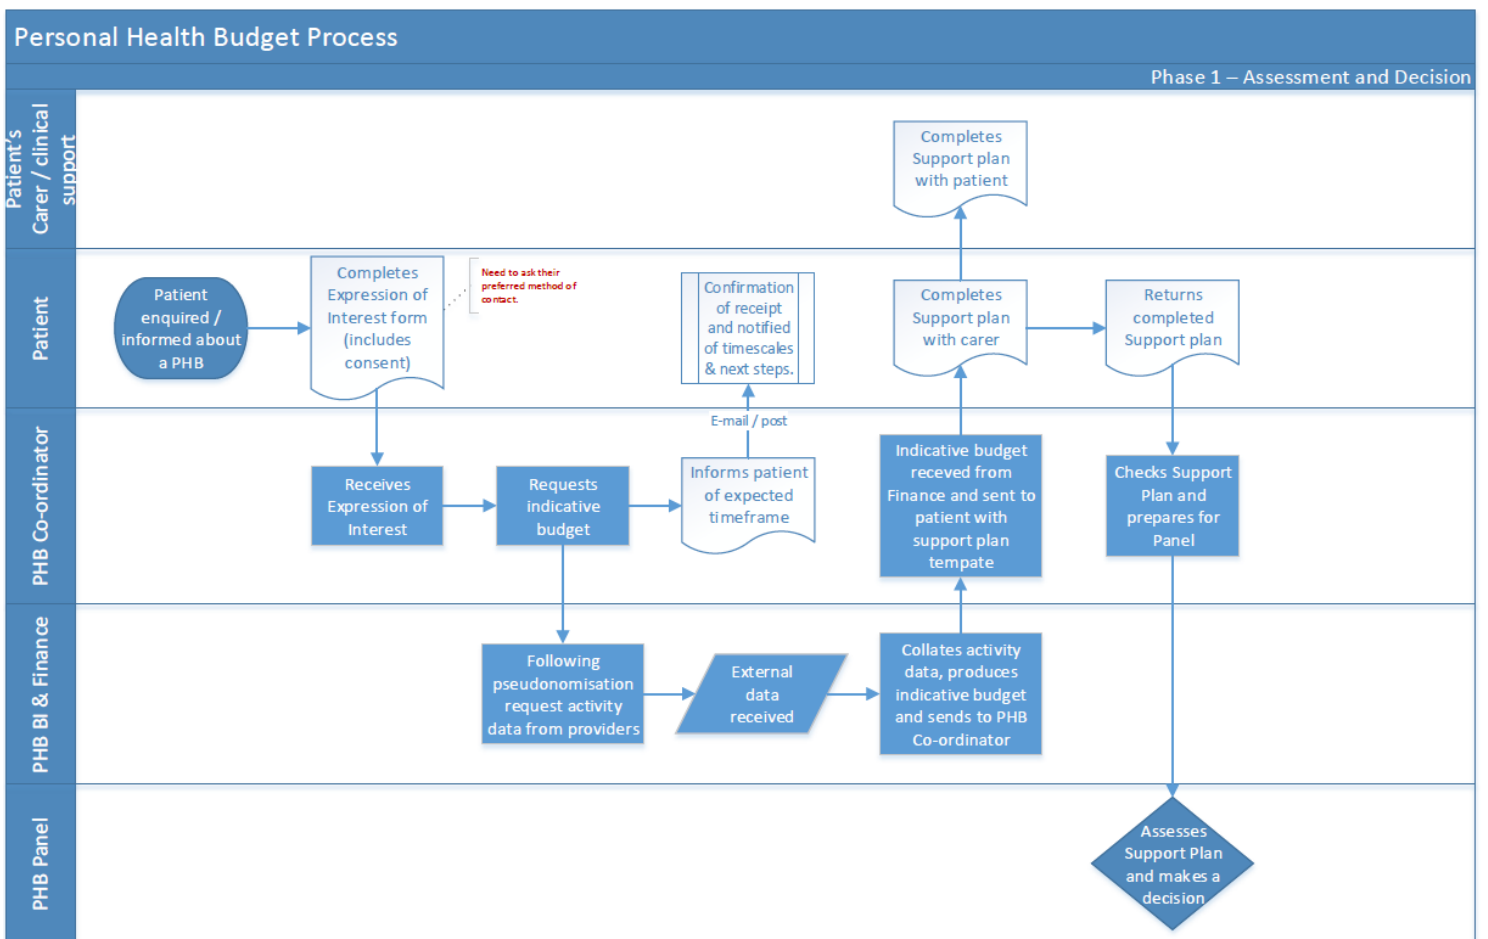 Personal Health Budget Process
Phase 1 – Assessment and Decision
Patient's
Carer / clinical
support
Completes
Support plan
with patient
Patient
Patient
enquired /
informed about
a PHB
Completes
Expression of
Interest form
(includes
consent)
Need to ask their
preferred method of
contact.
Confirmation
of receipt
and notified
of timescales
& next steps.
Completes
Support plan
with carer
Returns
completed
Support plan
PHB Co-ordinator
Receives
Expression of
Interest
Requests
indicative
budget
E-mail / post
Informs patient
of expected
timeframe
Indicative budget
receved from
Finance and sent to
patient with
support plan
tempate
Checks Support
Plan and
prepares for
Panel
PHB BI & Finance
Following
pseudonomisation
request activity
data from providers
External
data
received
Collates activity
data, produces
indicative budget
and sends to PHB
Co-ordinator
PHB Panel
Assesses
Support Plan
and makes a
decision